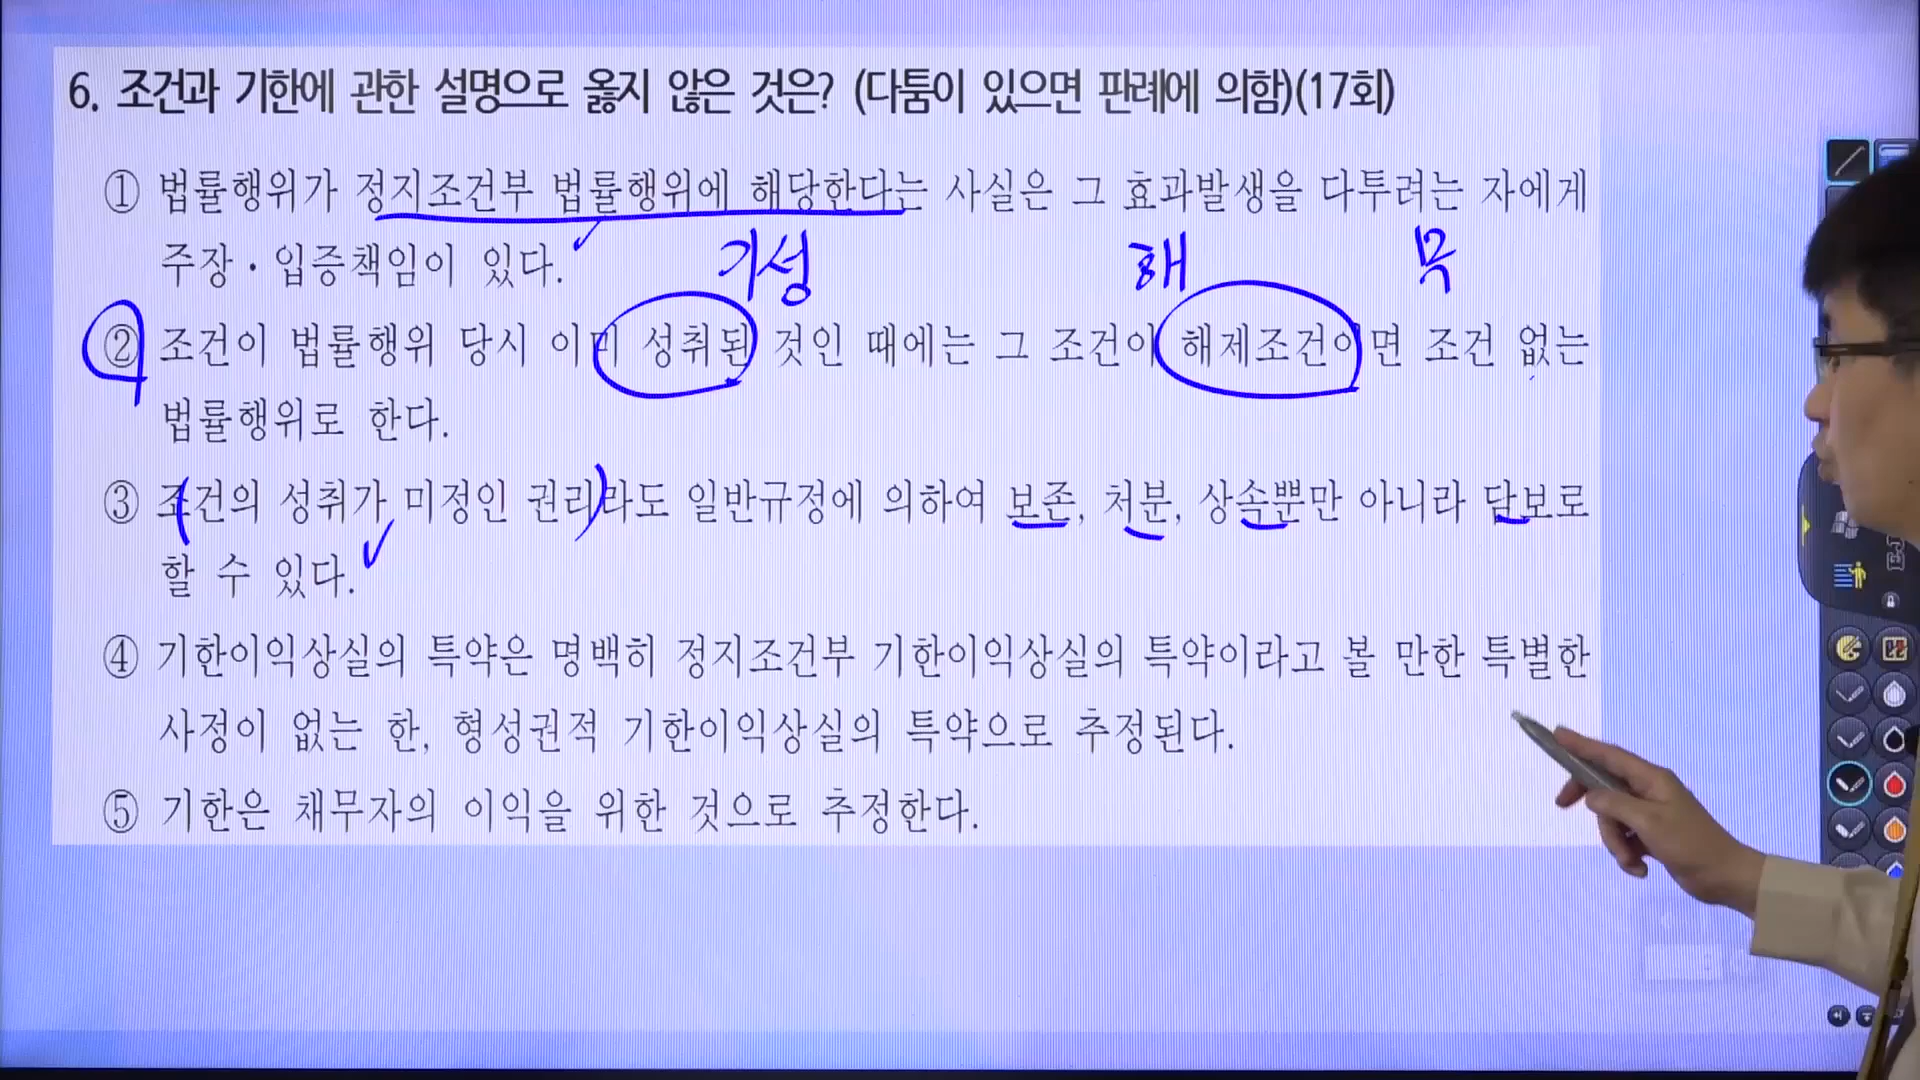 6. 조건과 기한에 관한 설명으로 옳지 않은 것은? (다툼이 있으면 판례에 의함)(17회)
① 법률행위가 정지조건부 법률행위에 해당한다는 사실은 그 효과발생을 다투려는 자에게
주장·입증책임이 있다.
기성 해 무
② 조건이 법률행위 당시 이미 성취된 것인 때에는 그 조건이 해제조건이면 조건 없는
법률행위로 한다.
③ 조건의 성취가 미정인 권리라도 일반규정에 의하여 보존, 처분, 상속뿐만 아니라 담보로
할 수 있다.
④ 기한이익상실의 특약은 명백히 정지조건부 기한이익상실의 특약이라고 볼 만한 특별한
사정이 없는 한, 형성권적 기한이익상실의 특약으로 추정된다.
⑤ 기한은 채무자의 이익을 위한 것으로 추정한다.